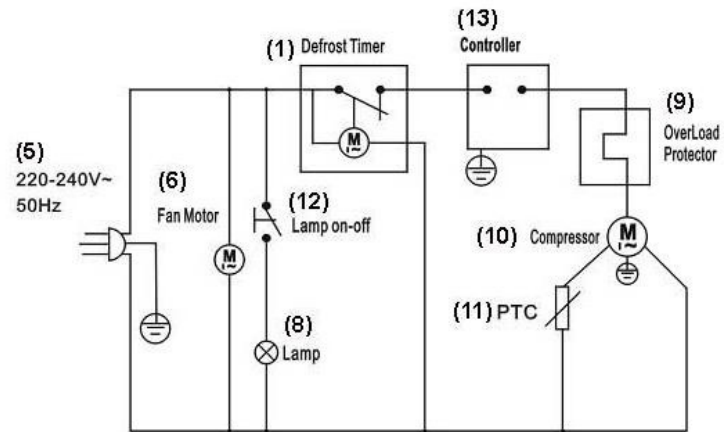 (13)
(1) Defrost Timer
Controller
(9)
OverLoad
Protector
M
~
(5)
220-240V~
50Hz
(6)
Fan Motor
M
~
(12)
Lamp on-off
(10) Compressor
M
~
(8)
Lamp
(11) PTC